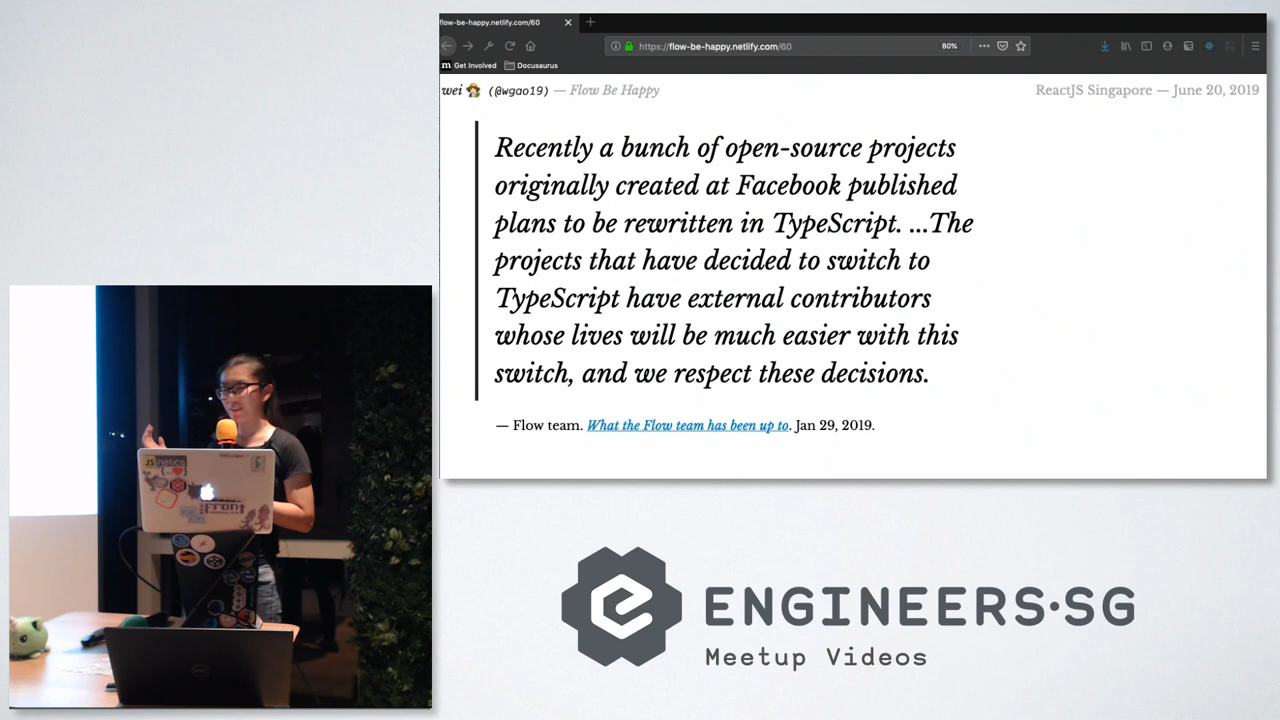 flow-be-happy.netlify.com/60
https://flow-be-happy.netlify.com/60
80%
m Get Involved
Docusaurus
wei (@wgao19) — Flow Be Happy
ReactJS Singapore — June 20, 2019
Recently a bunch of open-source projects
originally created at Facebook published
plans to be rewritten in TypeScript. ...The
projects that have decided to switch to
TypeScript have external contributors
whose lives will be much easier with this
switch, and we respect these decisions.
— Flow team. What the Flow team has been up to. Jan 29, 2019.
JSnetics
front
ENGINEERS·SG
Meetup Videos